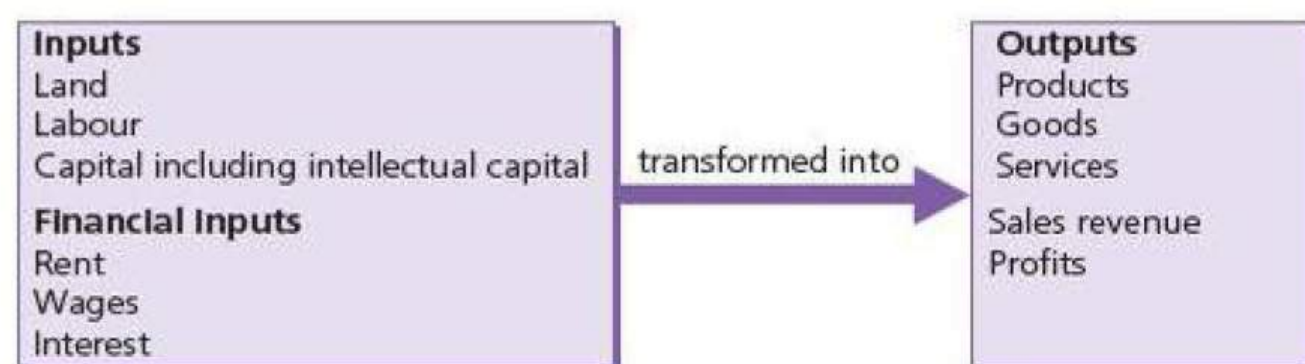 Inputs
Land
Labour
Capital including intellectual capital
Financial Inputs
Rent
Wages
Interest
transformed into
Outputs
Products
Goods
Services
Sales revenue
Profits